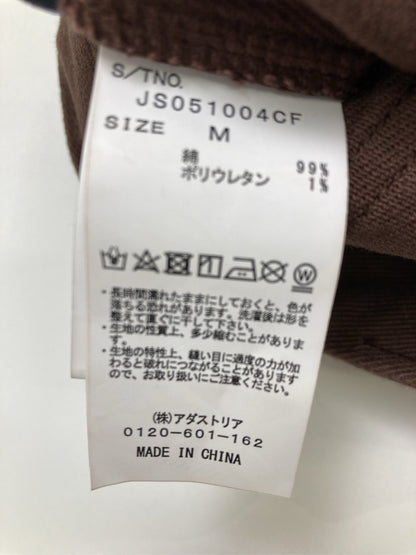 S/TNO.
JS051004CF
SIZE M
綿 99%
ポリウレタン 1%
・長時間濡れたままにしておくと、色が
落ちる恐れがあります。洗濯後は形を
整えて直ぐに干して下さい。
・生地の性質上、多少縮むことがありま
す。
・生地の特性上、縫い目に過度の力が加
わると破れにつながることがあります
ので、お取り扱いにご注意ください。
(株)アダストリア
0120-601-162
MADE IN CHINA